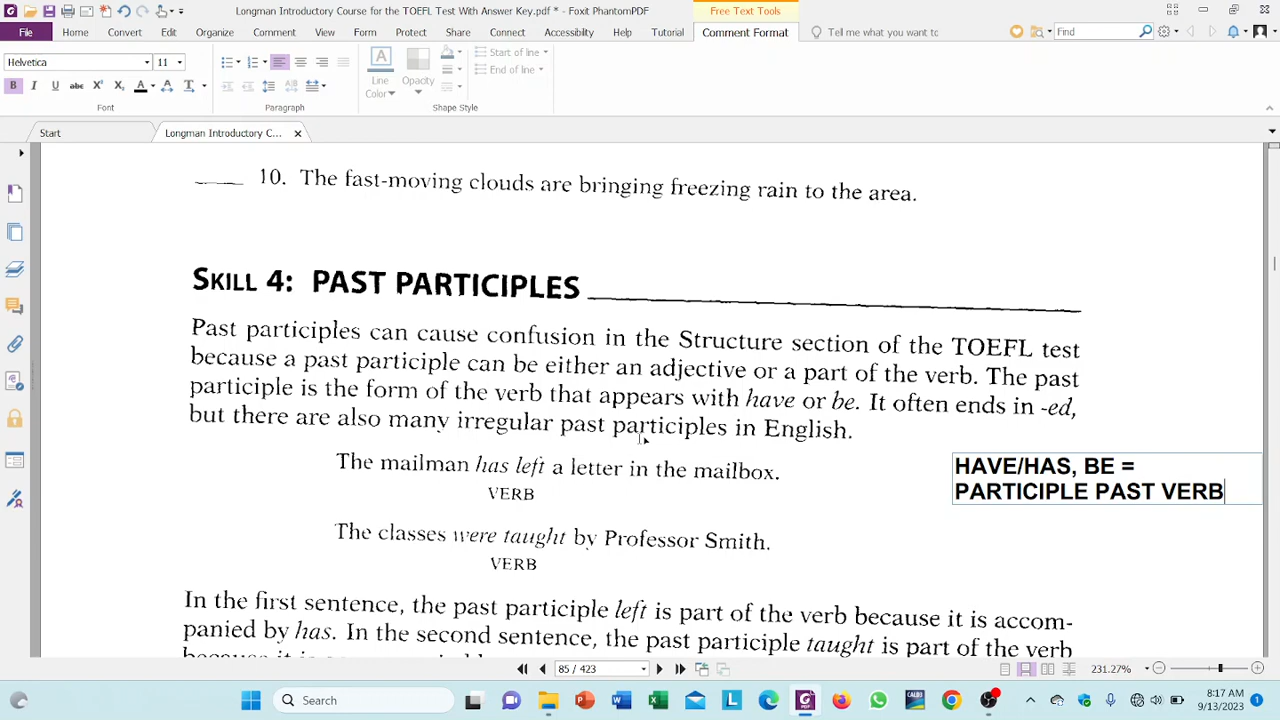 Longman Introductory Course for the TOEFL Test With Answer Key.pdf * - Foxit PhantomPDF
Free Text Tools
File Home Convert Edit Organize Comment View Form Protect Share Connect Accessibility Help Tutorial Comment Format Tell me what you want to Find
Helvetica 11
Line Color
Opacity
Start of line
End of line
Font Paragraph Shape Style
Start Longman Introductory C...
10. The fast-moving clouds are bringing freezing rain to the area.
SKILL 4: PAST PARTICIPLES
Past participles can cause confusion in the Structure section of the TOEFL test
because a past participle can be either an adjective or a part of the verb. The past
participle is the form of the verb that appears with have or be. It often ends in -ed,
but there are also many irregular past participles in English.
The mailman has left a letter in the mailbox.
VERB
HAVE/HAS, BE =
PARTICIPLE PAST VERB
The classes were taught by Professor Smith.
VERB
In the first sentence, the past participle left is part of the verb because it is accom-
panied by has. In the second sentence, the past participle taught is part of the verb
85 / 423
231.27%
Search
8:17 AM
9/13/2023